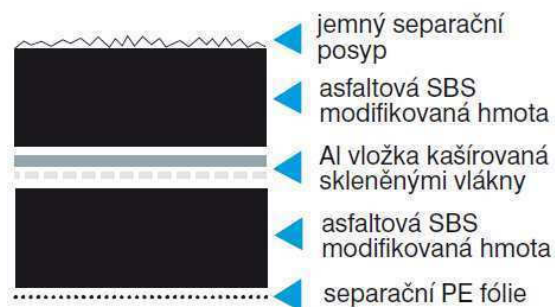 jemný separační
posyp
asfaltová SBS
modifikovaná hmota
Al vložka kašírovaná
skleněnými vlákny
asfaltová SBS
modifikovaná hmota
separační PE fólie